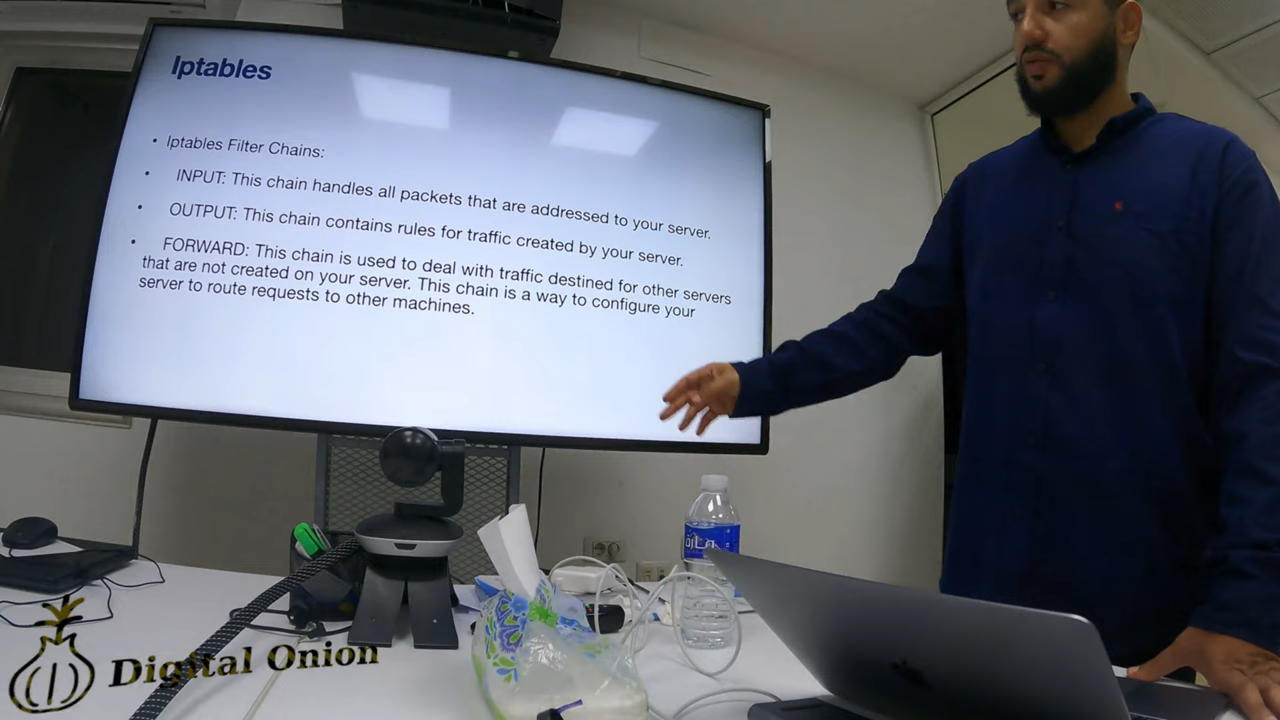 Iptables
• Iptables Filter Chains:
• INPUT: This chain handles all packets that are addressed to your server.
• OUTPUT: This chain contains rules for traffic created by your server.
• FORWARD: This chain is used to deal with traffic destined for other servers
that are not created on your server. This chain is a way to configure your
server to route requests to other machines.
Digital Onion